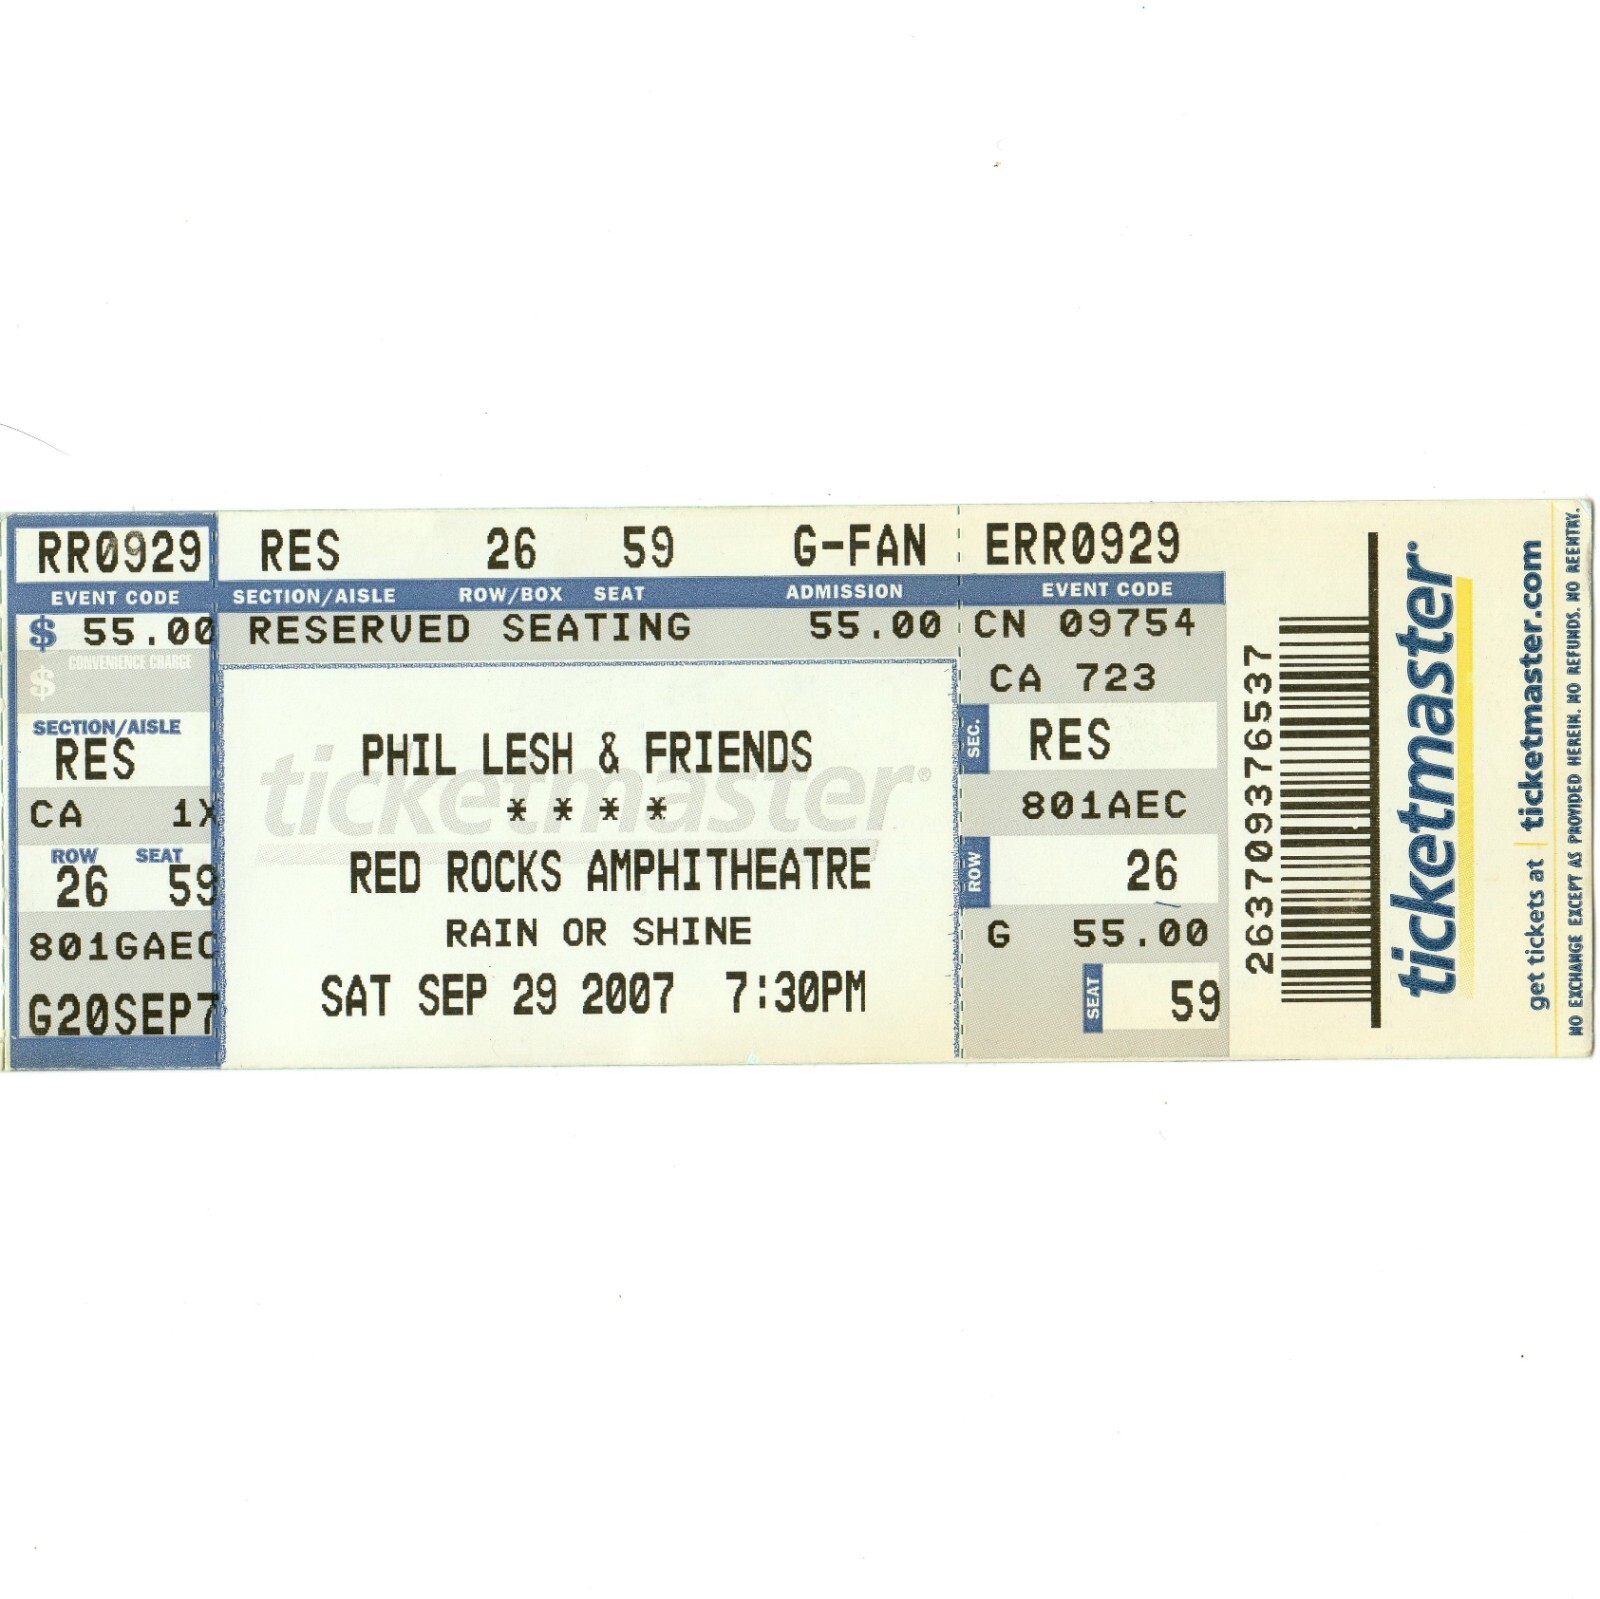 RR0929
EVENT CODE
$ 55.00
CONVENIENCE CHARGE
$
SECTION/AISLE
RES
CA 1X
ROW SEAT
26 59
801GAEC
G20SEP7
RES 26 59 G-FAN
SECTION/AISLE ROW/BOX SEAT ADMISSION
RESERVED SEATING 55.00
ticketmaster®
PHIL LESH & FRIENDS
* * * *
RED ROCKS AMPHITHEATRE
RAIN OR SHINE
SAT SEP 29 2007 7:30PM
ERR0929
EVENT CODE
CN 09754
CA 723
SEC. RES
801AEC
ROW 26
G 55.00
SEAT 59
2637093776537
ticketmaster®
get tickets at | ticketmaster.com
NO EXCHANGE EXCEPT AS PROVIDED HEREIN. NO REFUNDS. NO REENTRY.